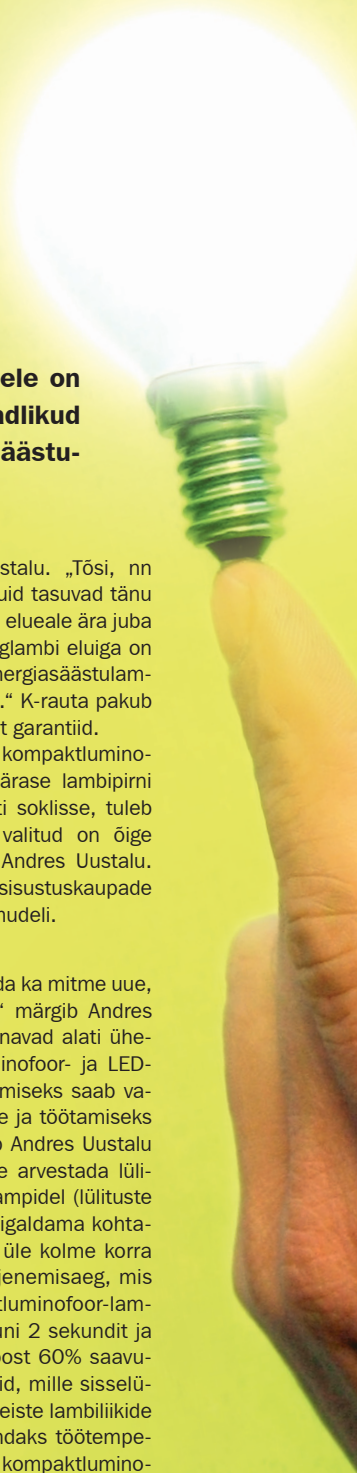 ele on
dlikud
äästu-
stalu. „Tõsi, nn
uid tasuvad tänu
elueale ära juba
glambi eluiga on
nergiasäästulam-
.“ K-rauta pakub
t garantiid.
kompaktlumino-
ärase lambipirni
ti soklisse, tuleb
valitud on õige
Andres Uustalu.
sisustuskaupade
nudeli.
da ka mitme uue,
“ märgib Andres
navad alati ühe-
inofoor- ja LED-
miseks saab va-
e ja töötamiseks
o Andres Uustalu
e arvestada lüli-
ampidel (lülituste
igaldama kohta-
üle kolme korra
jenemisaeg, mis
tluminofoor-lam-
uni 2 sekundit ja
oost 60% saavu-
id, mille sisselü-
eiste lambiliikide
ndaks töötempe-
kompaktlumino-